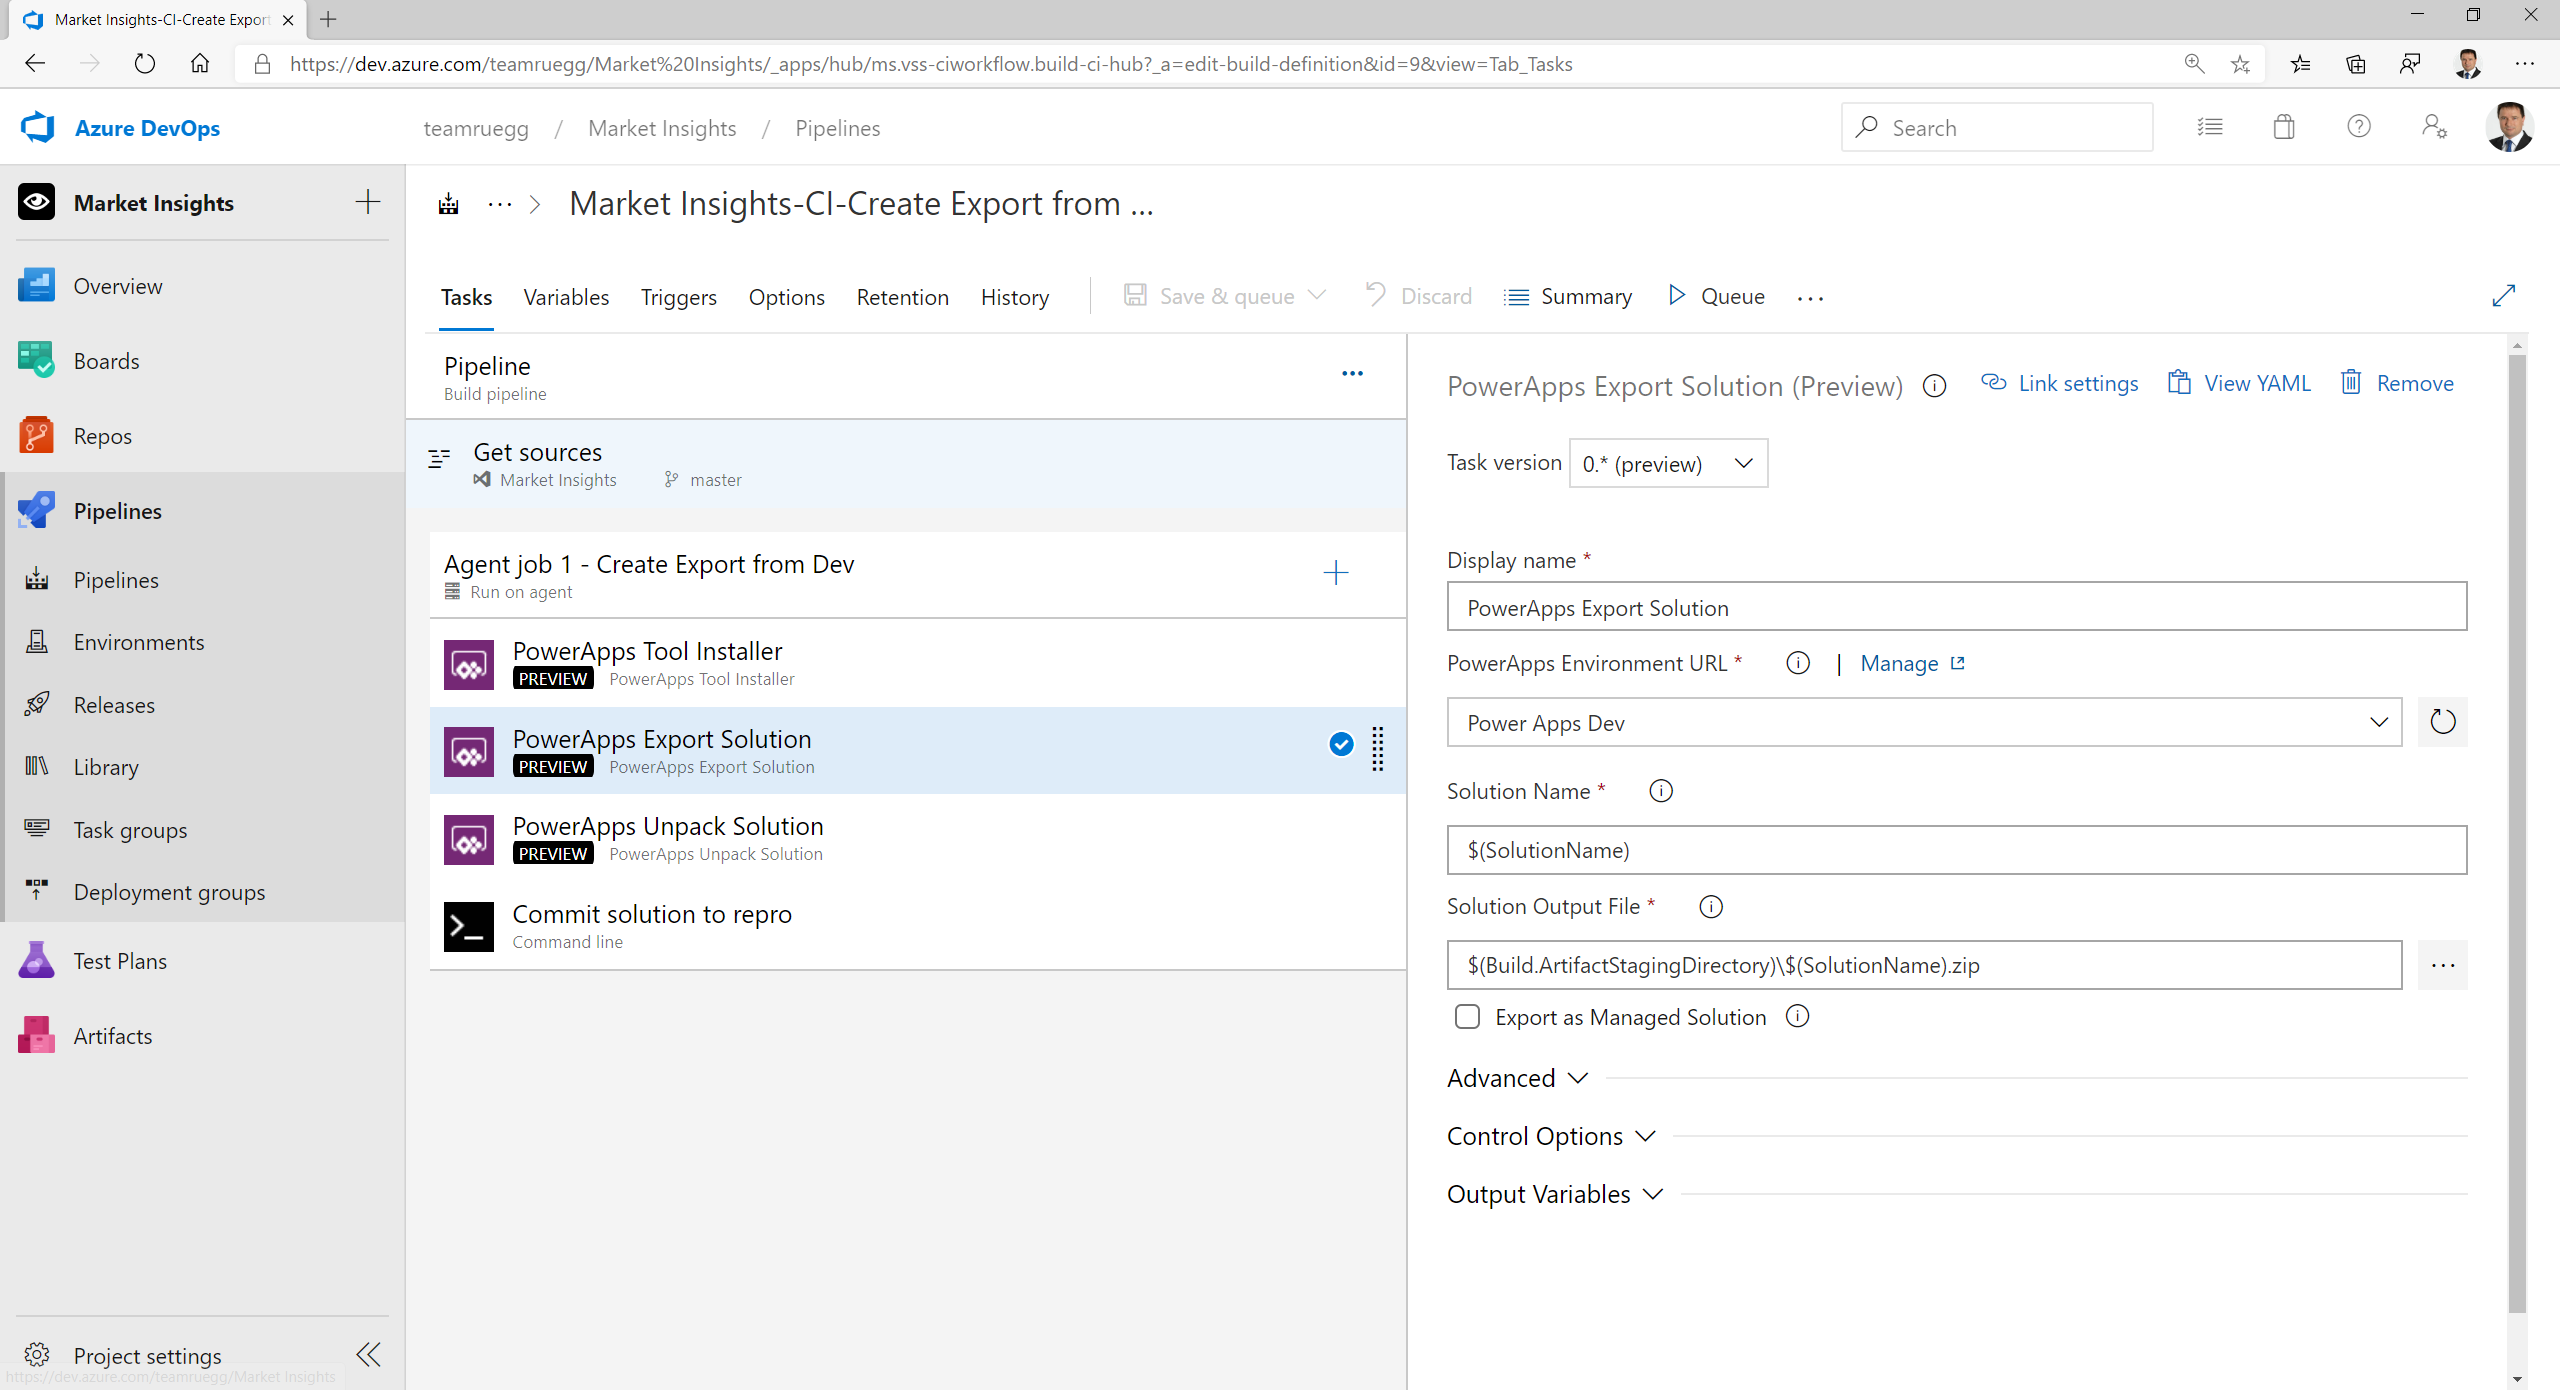 Market Insights-CI-Create Export
https://dev.azure.com/teamruegg/Market%20Insights/_apps/hub/ms.vss-ciworkflow.build-ci-hub?_a=edit-build-definition&id=9&view=Tab_Tasks
Azure DevOps
teamruegg / Market Insights / Pipelines
Search
Market Insights
Overview
Boards
Repos
Pipelines
Pipelines
Environments
Releases
Library
Task groups
Deployment groups
Test Plans
Artifacts
Project settings
https://dev.azure.com/teamruegg/Market Insights
Market Insights-CI-Create Export from ...
Tasks Variables Triggers Options Retention History Save & queue Discard Summary Queue
Pipeline
Build pipeline
Get sources
Market Insights master
Agent job 1 - Create Export from Dev
Run on agent
PowerApps Tool Installer
PREVIEW PowerApps Tool Installer
PowerApps Export Solution
PREVIEW PowerApps Export Solution
PowerApps Unpack Solution
PREVIEW PowerApps Unpack Solution
Commit solution to repro
Command line
PowerApps Export Solution (Preview) Link settings View YAML Remove
Task version 0.* (preview)
Display name *
PowerApps Export Solution
PowerApps Environment URL * | Manage
Power Apps Dev
Solution Name *
$(SolutionName)
Solution Output File *
$(Build.ArtifactStagingDirectory)\$(SolutionName).zip
Export as Managed Solution
Advanced
Control Options
Output Variables